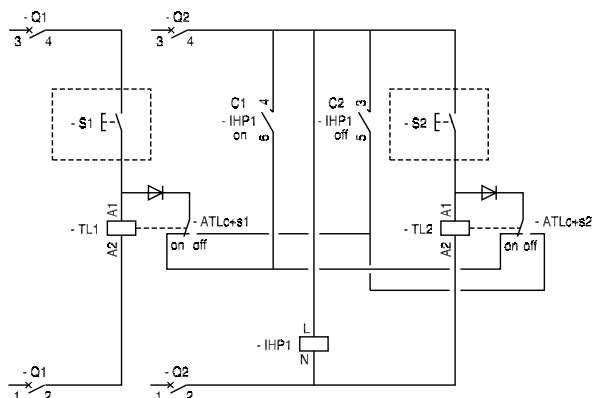 - Q1
3 4
- Q2
3 4
- S1
C1
4
- IHP1
on
6
C2
3
- IHP1
off
5
- S2
A1
- TL1
A2
- ATLc+s1
on off
A1
- TL2
A2
- ATLc+s2
on off
L
- IHP1
N
- Q1
1 2
- Q2
1 2